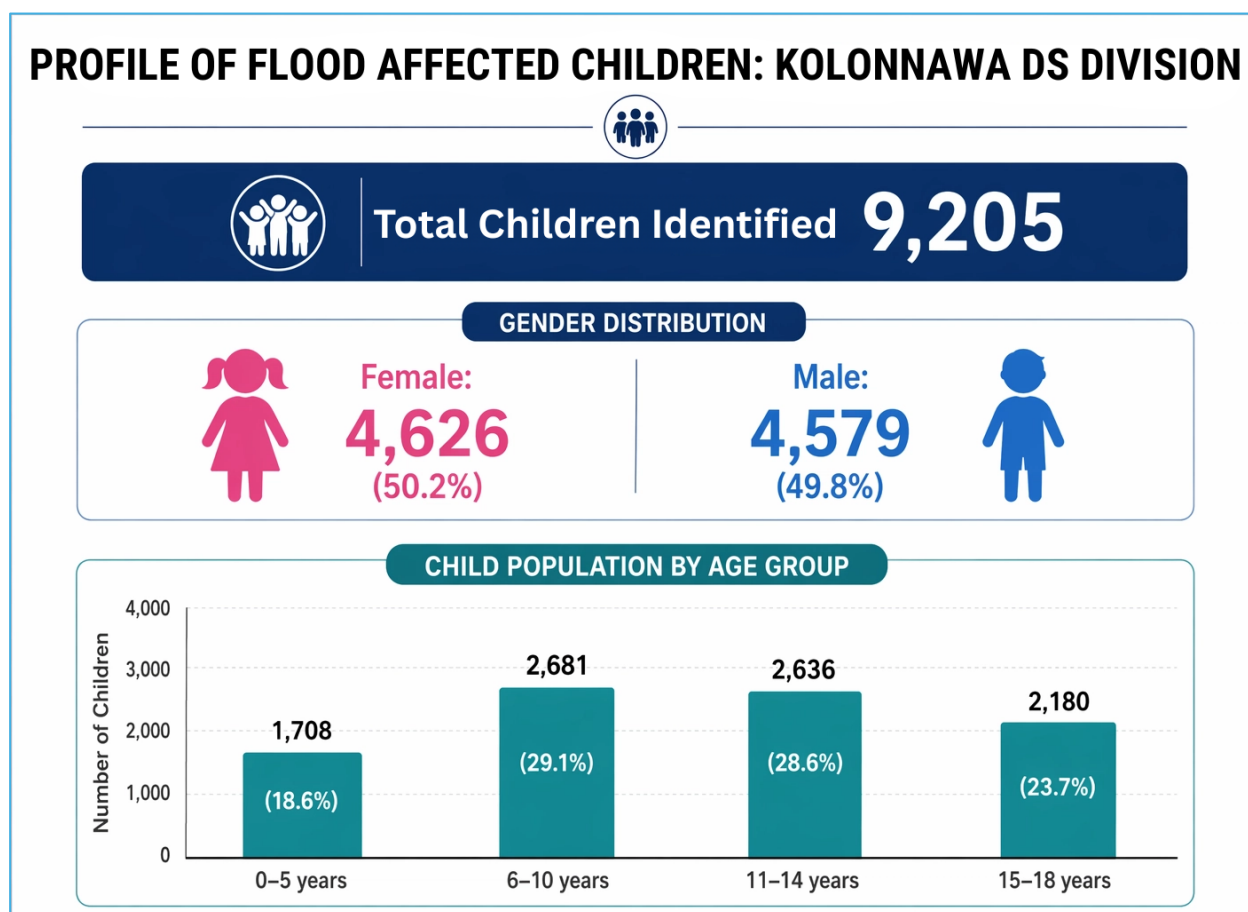 PROFILE OF FLOOD AFFECTED CHILDREN: KOLONNAWA DS DIVISION
Total Children Identified 9,205
GENDER DISTRIBUTION
Female:
4,626
(50.2%)
Male:
4,579
(49.8%)
CHILD POPULATION BY AGE GROUP
Number of Children
4,000
3,000
2,000
1,000
0
1,708
(18.6%)
2,681
(29.1%)
2,636
(28.6%)
2,180
(23.7%)
0–5 years
6–10 years
11–14 years
15–18 years